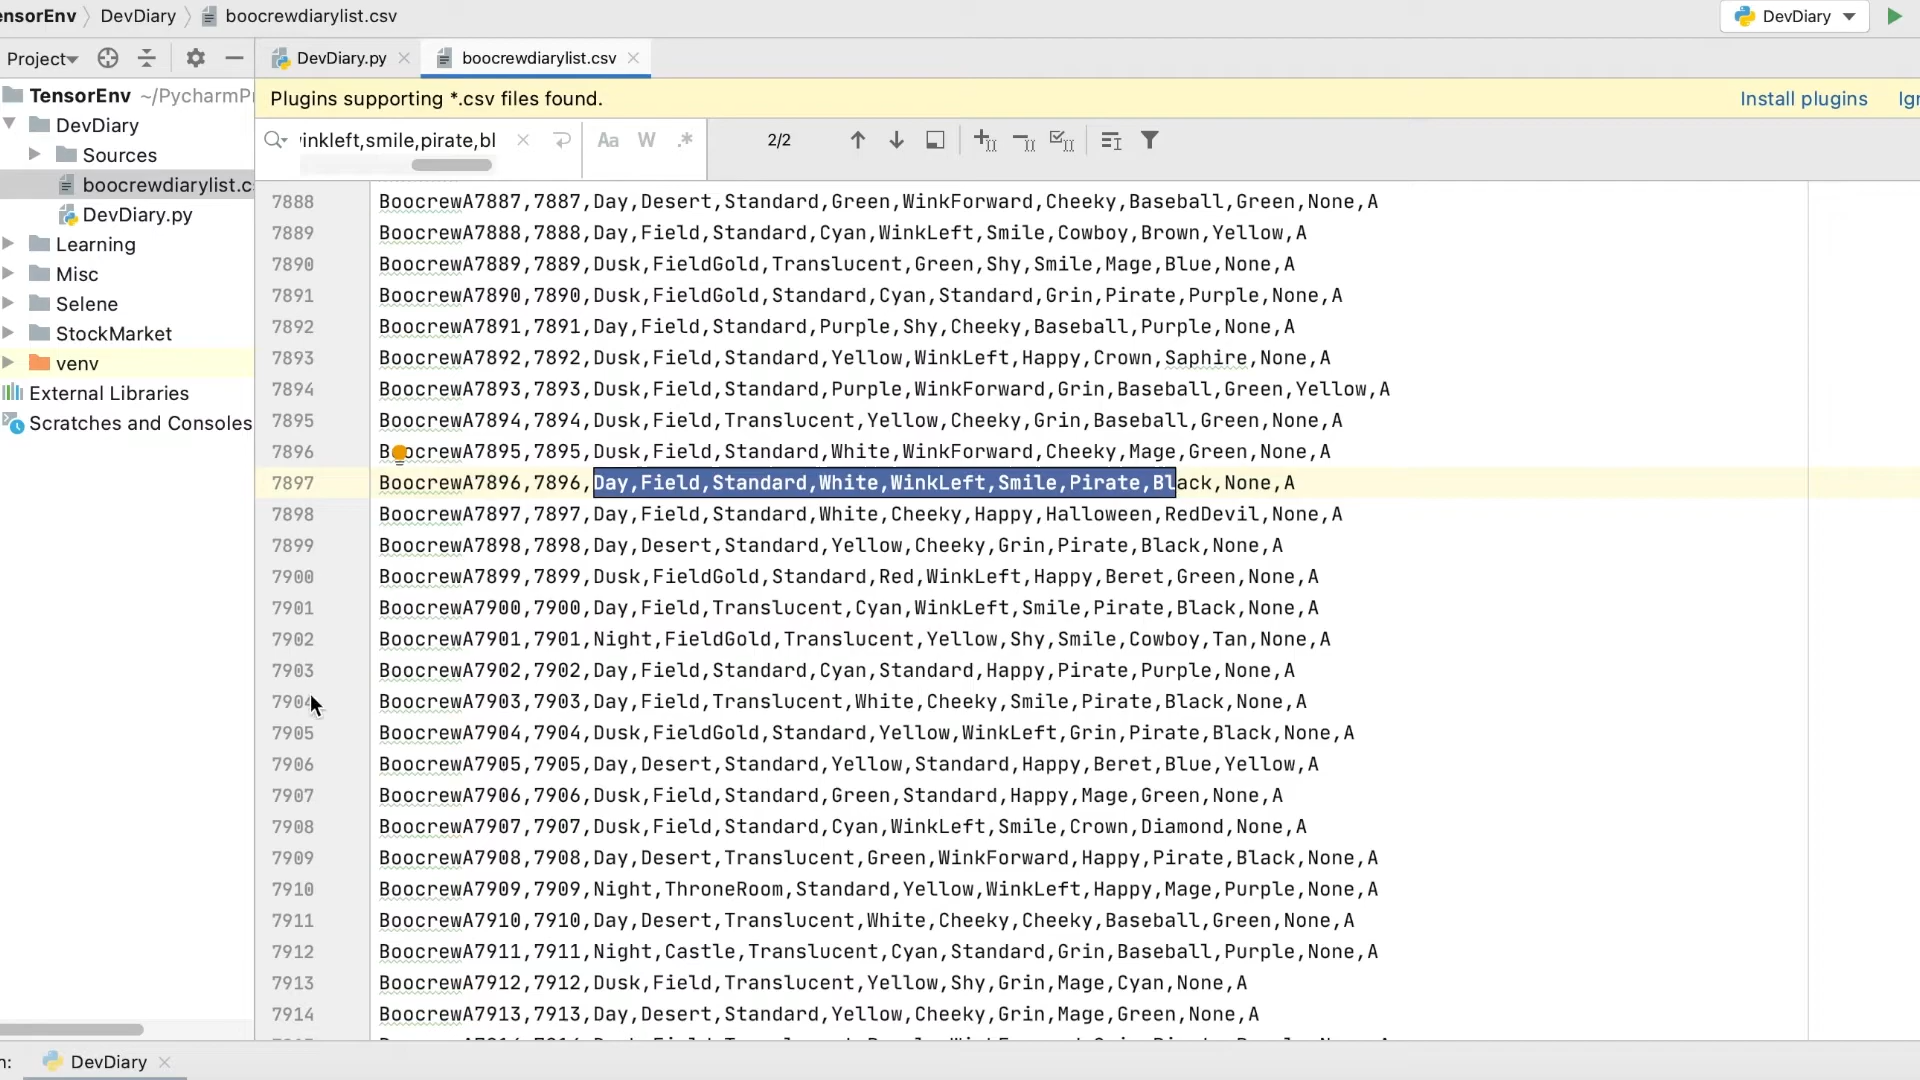 ensorEnv DevDiary boocrewdiarylist.csv DevDiary
Project DevDiary.py boocrewdiarylist.csv
TensorEnv ~/PycharmP
Plugins supporting *.csv files found. Install plugins Ign
DevDiary
inkleft,smile,pirate,bl Aa W .* 2/2
Sources
boocrewdiarylist.c
DevDiary.py
Learning
Misc
Selene
StockMarket
venv
External Libraries
Scratches and Consoles
7888 BoocrewA7887,7887,Day,Desert,Standard,Green,WinkForward,Cheeky,Baseball,Green,None,A
7889 BoocrewA7888,7888,Day,Field,Standard,Cyan,WinkLeft,Smile,Cowboy,Brown,Yellow,A
7890 BoocrewA7889,7889,Dusk,FieldGold,Translucent,Green,Shy,Smile,Mage,Blue,None,A
7891 BoocrewA7890,7890,Dusk,FieldGold,Standard,Cyan,Standard,Grin,Pirate,Purple,None,A
7892 BoocrewA7891,7891,Day,Field,Standard,Purple,Shy,Cheeky,Baseball,Purple,None,A
7893 BoocrewA7892,7892,Dusk,Field,Standard,Yellow,WinkLeft,Happy,Crown,Saphire,None,A
7894 BoocrewA7893,7893,Dusk,Field,Standard,Purple,WinkForward,Grin,Baseball,Green,Yellow,A
7895 BoocrewA7894,7894,Dusk,Field,Translucent,Yellow,Cheeky,Grin,Baseball,Green,None,A
7896 BoocrewA7895,7895,Dusk,Field,Standard,White,WinkForward,Cheeky,Mage,Green,None,A
7897 BoocrewA7896,7896,Day,Field,Standard,White,WinkLeft,Smile,Pirate,Black,None,A
7898 BoocrewA7897,7897,Day,Field,Standard,White,Cheeky,Happy,Halloween,RedDevil,None,A
7899 BoocrewA7898,7898,Day,Desert,Standard,Yellow,Cheeky,Grin,Pirate,Black,None,A
7900 BoocrewA7899,7899,Dusk,FieldGold,Standard,Red,WinkLeft,Happy,Beret,Green,None,A
7901 BoocrewA7900,7900,Day,Field,Translucent,Cyan,WinkLeft,Smile,Pirate,Black,None,A
7902 BoocrewA7901,7901,Night,FieldGold,Translucent,Yellow,Shy,Smile,Cowboy,Tan,None,A
7903 BoocrewA7902,7902,Day,Field,Standard,Cyan,Standard,Happy,Pirate,Purple,None,A
7904 BoocrewA7903,7903,Day,Field,Translucent,White,Cheeky,Smile,Pirate,Black,None,A
7905 BoocrewA7904,7904,Dusk,FieldGold,Standard,Yellow,WinkLeft,Grin,Pirate,Black,None,A
7906 BoocrewA7905,7905,Day,Desert,Standard,Yellow,Standard,Happy,Beret,Blue,Yellow,A
7907 BoocrewA7906,7906,Dusk,Field,Standard,Green,Standard,Happy,Mage,Green,None,A
7908 BoocrewA7907,7907,Dusk,Field,Standard,Cyan,WinkLeft,Smile,Crown,Diamond,None,A
7909 BoocrewA7908,7908,Day,Desert,Translucent,Green,WinkForward,Happy,Pirate,Black,None,A
7910 BoocrewA7909,7909,Night,ThroneRoom,Standard,Yellow,WinkLeft,Happy,Mage,Purple,None,A
7911 BoocrewA7910,7910,Day,Desert,Translucent,White,Cheeky,Cheeky,Baseball,Green,None,A
7912 BoocrewA7911,7911,Night,Castle,Translucent,Cyan,Standard,Grin,Baseball,Purple,None,A
7913 BoocrewA7912,7912,Dusk,Field,Translucent,Yellow,Shy,Grin,Mage,Cyan,None,A
7914 BoocrewA7913,7913,Day,Desert,Standard,Yellow,Cheeky,Grin,Mage,Green,None,A
n: DevDiary